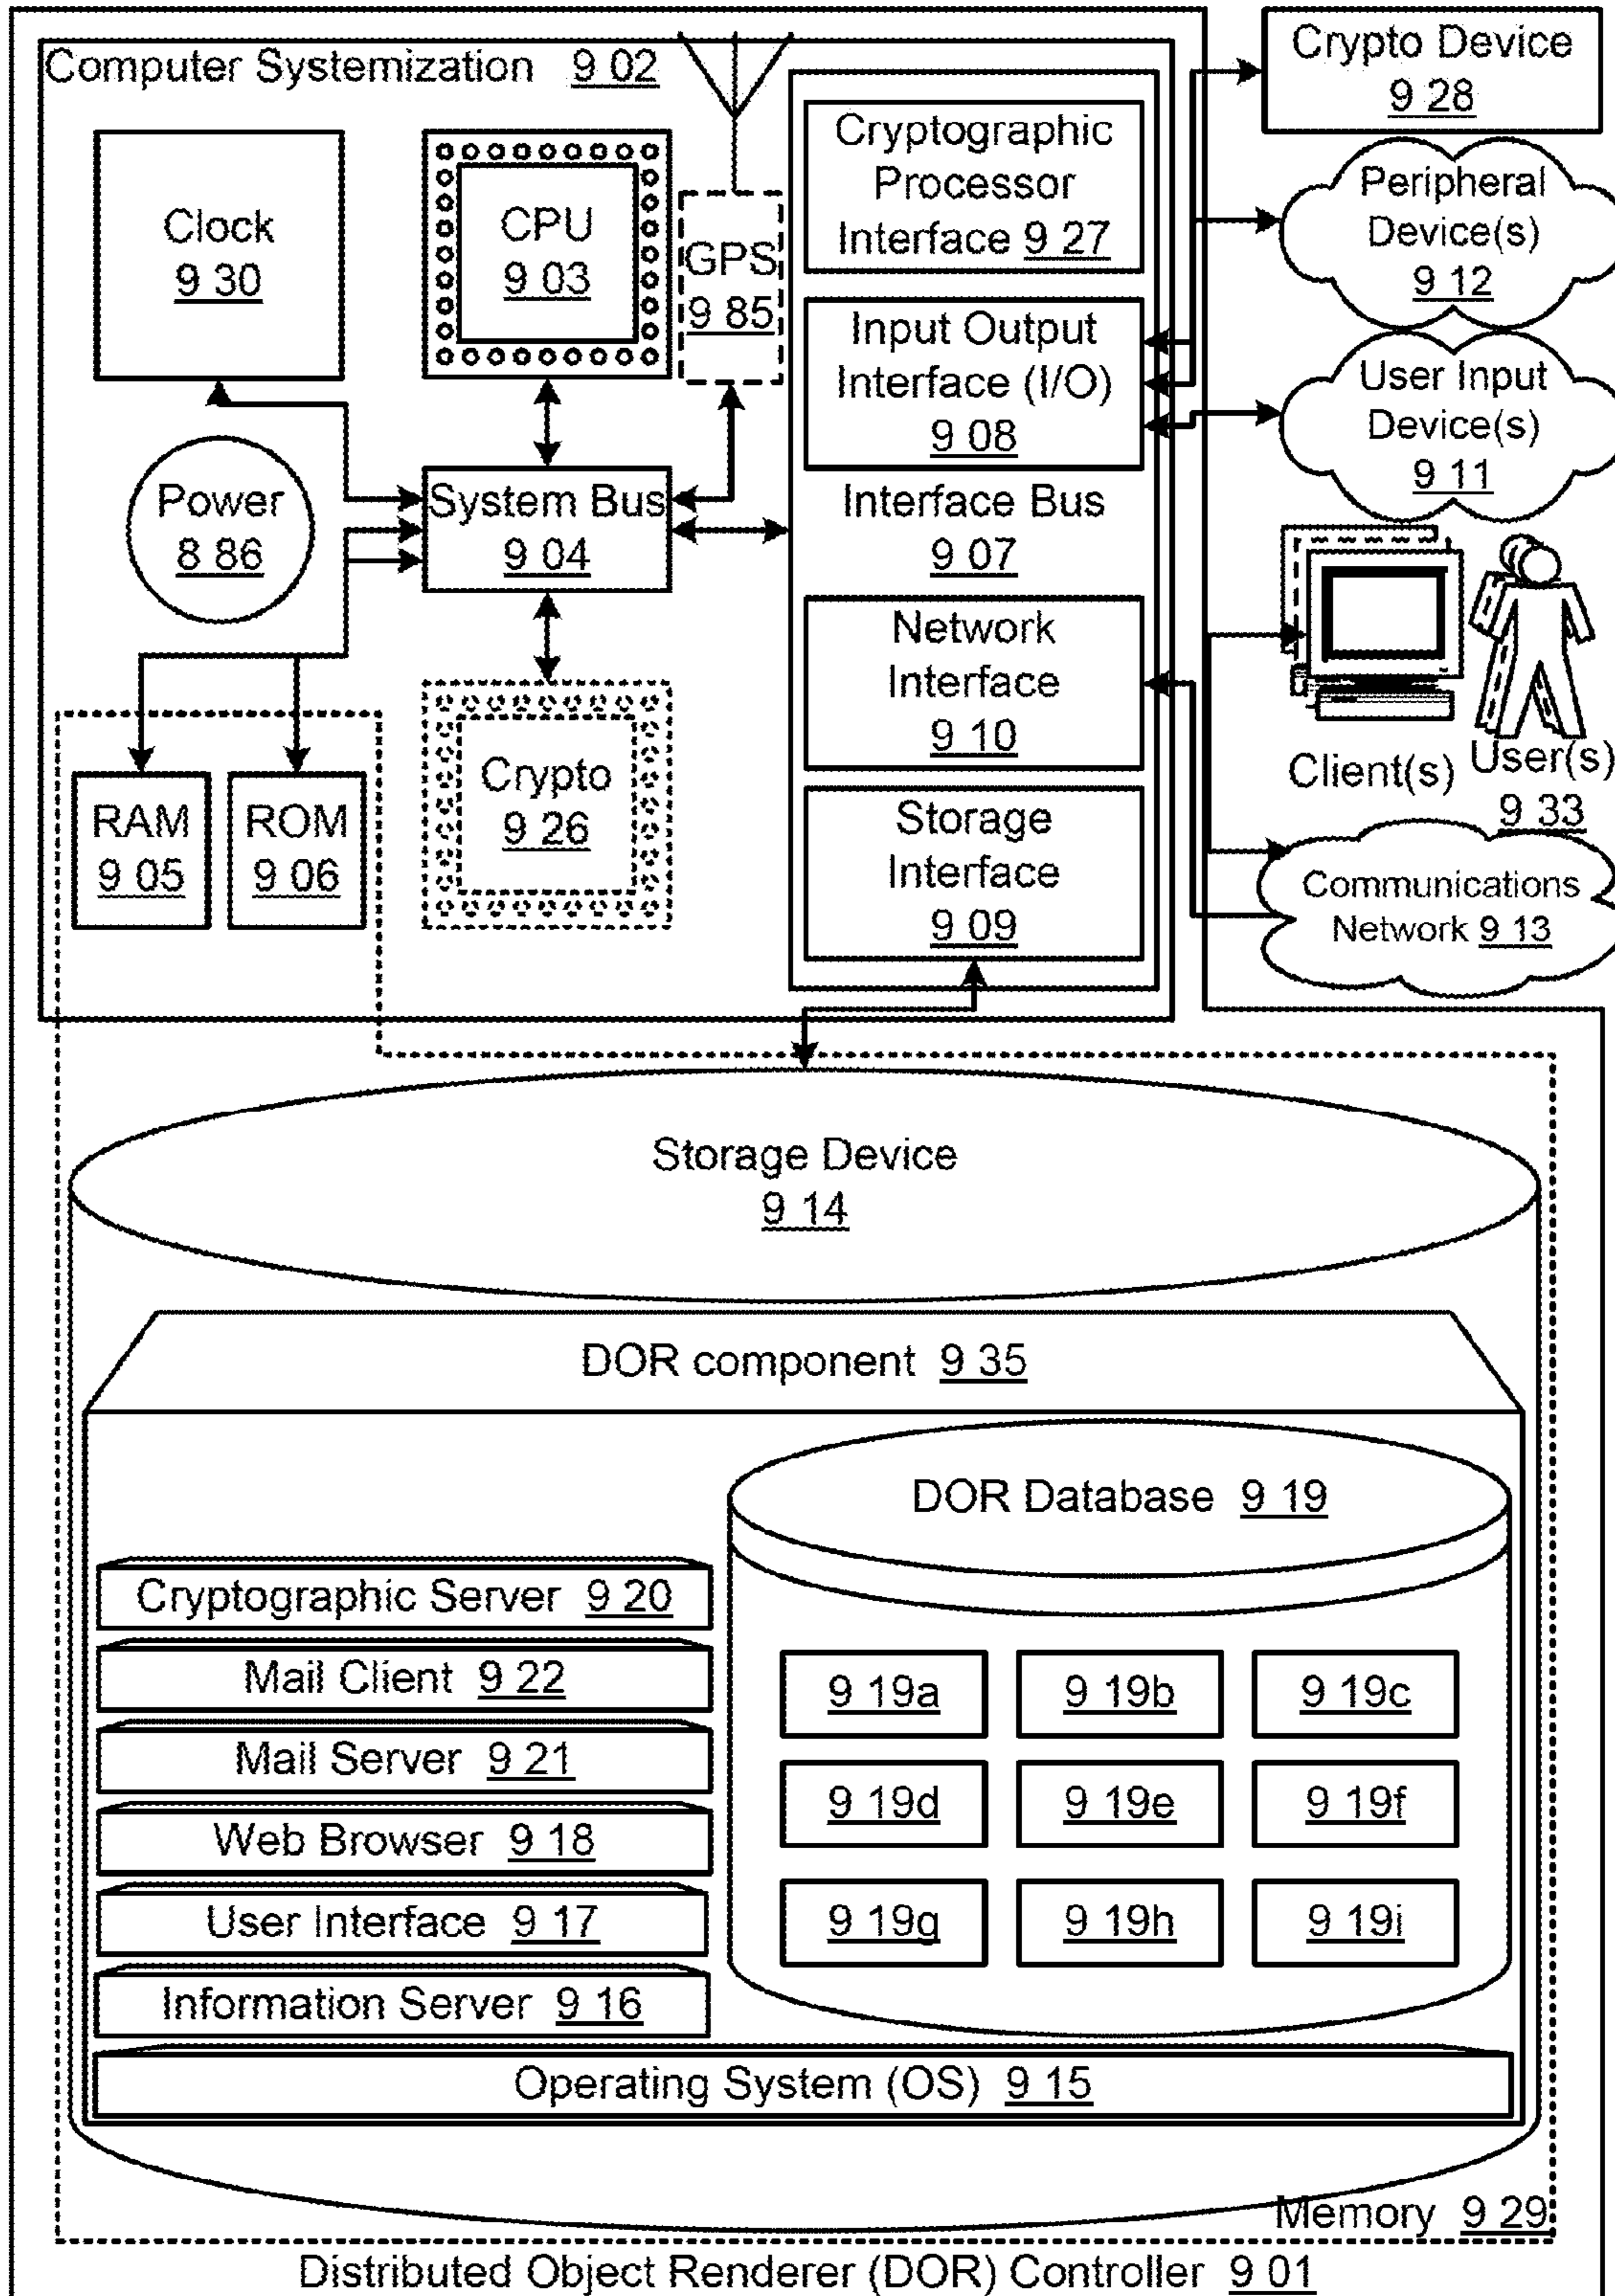 Computer Systemization 9 02
Clock
9 30
CPU
9 03
GPS
9 85
Power
8 86
System Bus
9 04
RAM
9 05
ROM
9 06
Crypto
9 26
Cryptographic
Processor
Interface 9 27
Input Output
Interface (I/O)
9 08
Interface Bus
9 07
Network
Interface
9 10
Storage
Interface
9 09
Crypto Device
9 28
Peripheral
Device(s)
9 12
User Input
Device(s)
9 11
Client(s)
User(s)
9 33
Communications
Network 9 13
Storage Device
9 14
DOR component 9 35
DOR Database 9 19
Cryptographic Server 9 20
Mail Client 9 22
Mail Server 9 21
Web Browser 9 18
User Interface 9 17
Information Server 9 16
9 19a
9 19b
9 19c
9 19d
9 19e
9 19f
9 19g
9 19h
9 19i
Operating System (OS) 9 15
Memory 9 29
Distributed Object Renderer (DOR) Controller 9 01